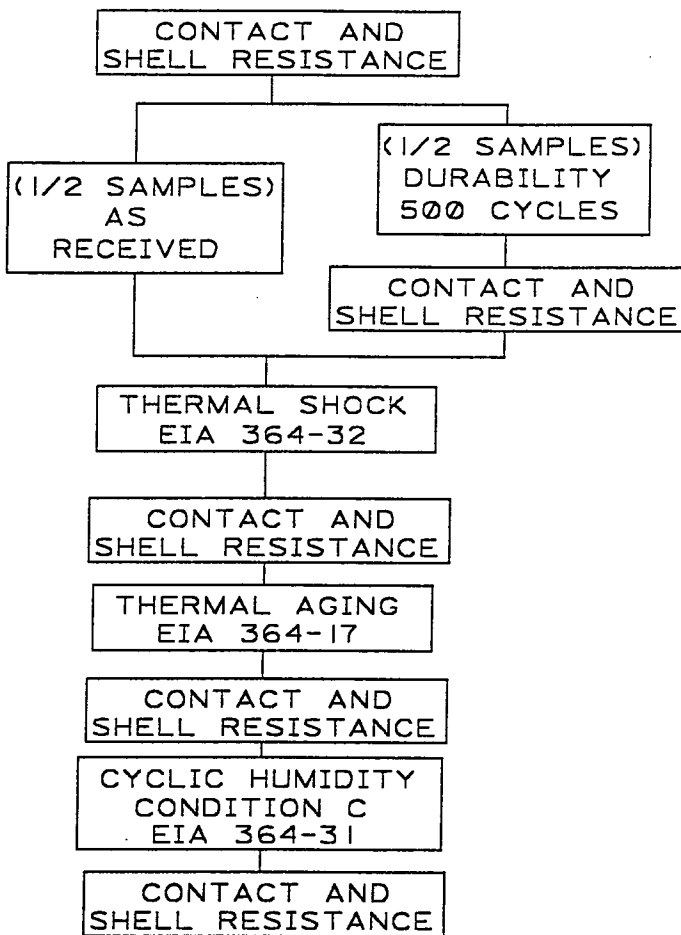 CONTACT AND
SHELL RESISTANCE
(1/2 SAMPLES)
AS
RECEIVED
(1/2 SAMPLES)
DURABILITY
500 CYCLES
CONTACT AND
SHELL RESISTANCE
THERMAL SHOCK
EIA 364-32
CONTACT AND
SHELL RESISTANCE
THERMAL AGING
EIA 364-17
CONTACT AND
SHELL RESISTANCE
CYCLIC HUMIDITY
CONDITION C
EIA 364-31
CONTACT AND
SHELL RESISTANCE